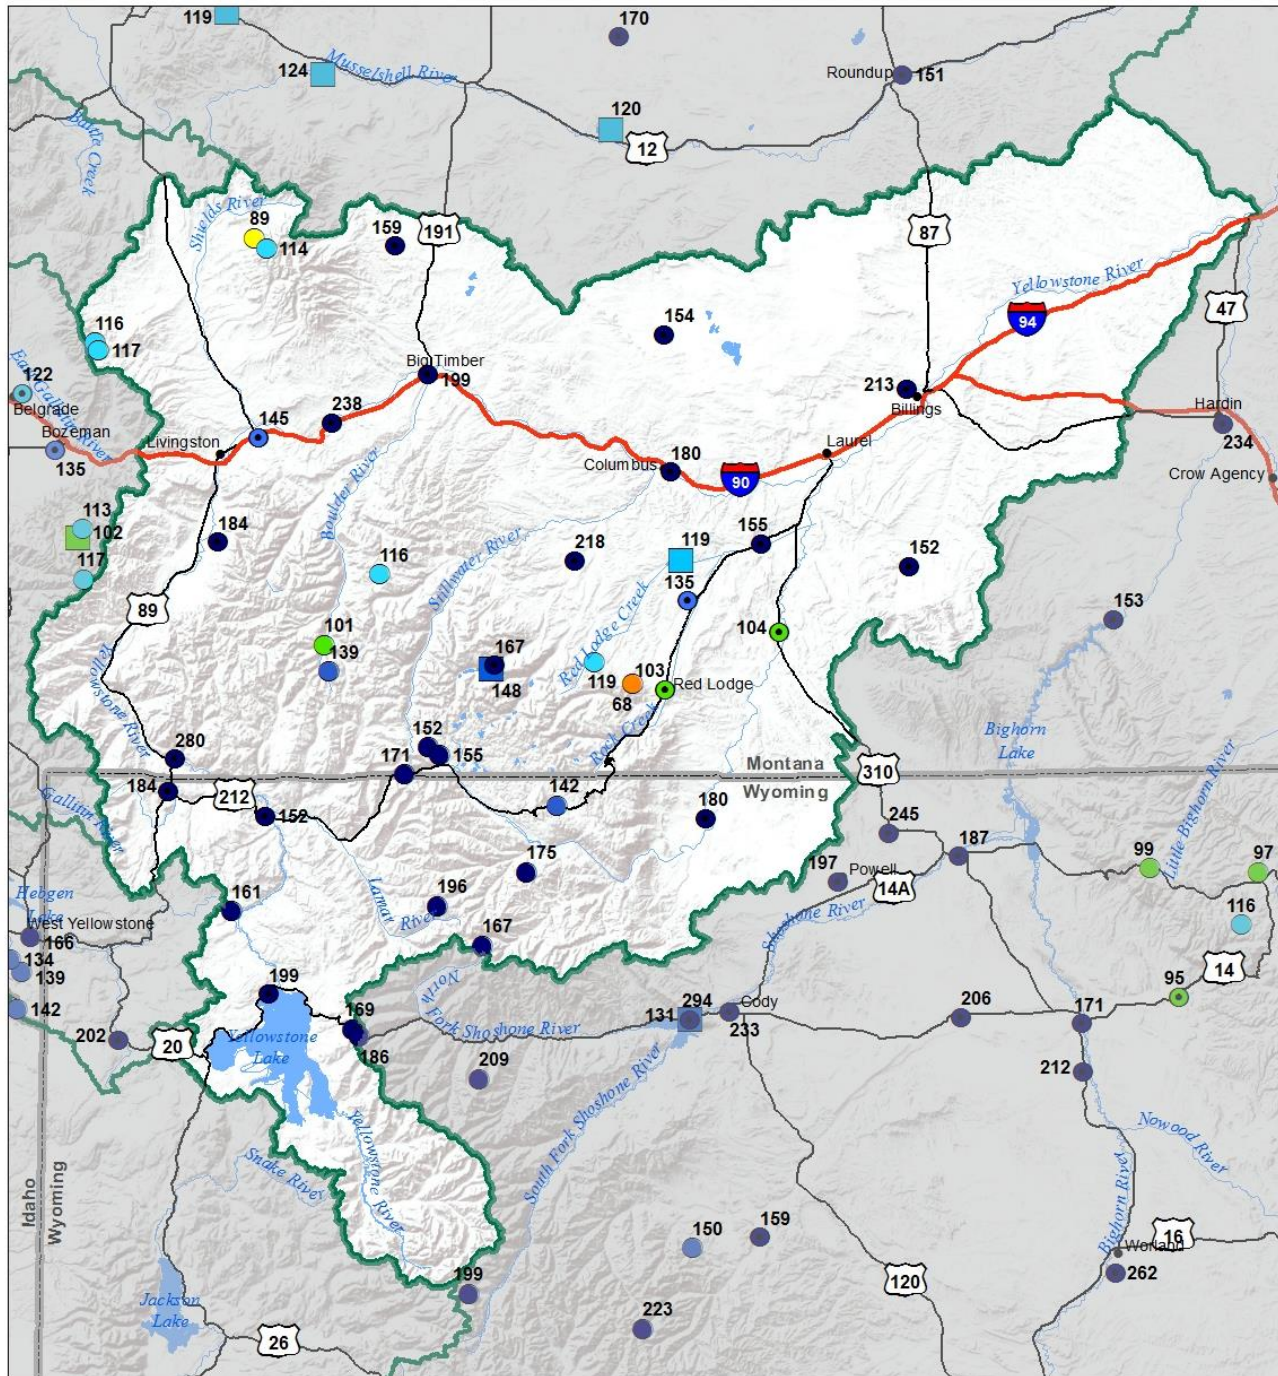 119
170
124
Musselshell River
Roundup
151
120
12
Battle Creek
Shields River
89
114
159
191
87
Yellowstone River
94
47
154
116
117
122
Belgrade
East Gallitin River
Big Timber
199
213
Billings
Hardin
234
238
145
Bozeman
135
Livingston
Laurel
Columbus
180
90
Crow Agency
113
102
117
184
Boulder River
116
Stillwater River
218
119
155
152
135
89
Red Lodge Creek
104
153
101
139
167
148
119
103
68
Red Lodge
Yellowstone River
Rock Creek
Bighorn
Lake
152
155
280
171
Montana
Wyoming
310
Little Bighorn River
184
212
Gallitin River
152
142
180
245
187
175
197
Powell
14A
99
97
Hebgen
Lake
Lamar
River
196
161
116
Shoshone River
West Yellowstone
166
167
134
139
14
95
142
199
North
Fork Shoshone River
169
186
131
294
Cody
233
206
171
202
20
Yellowstone
Lake
209
212
South Fork Shoshone River
Yellowstone River
Nowood River
Snake River
Idaho
Wyoming
Bighorn River
150
159
16
Worland
262
199
120
Jackson
Lake
223
26